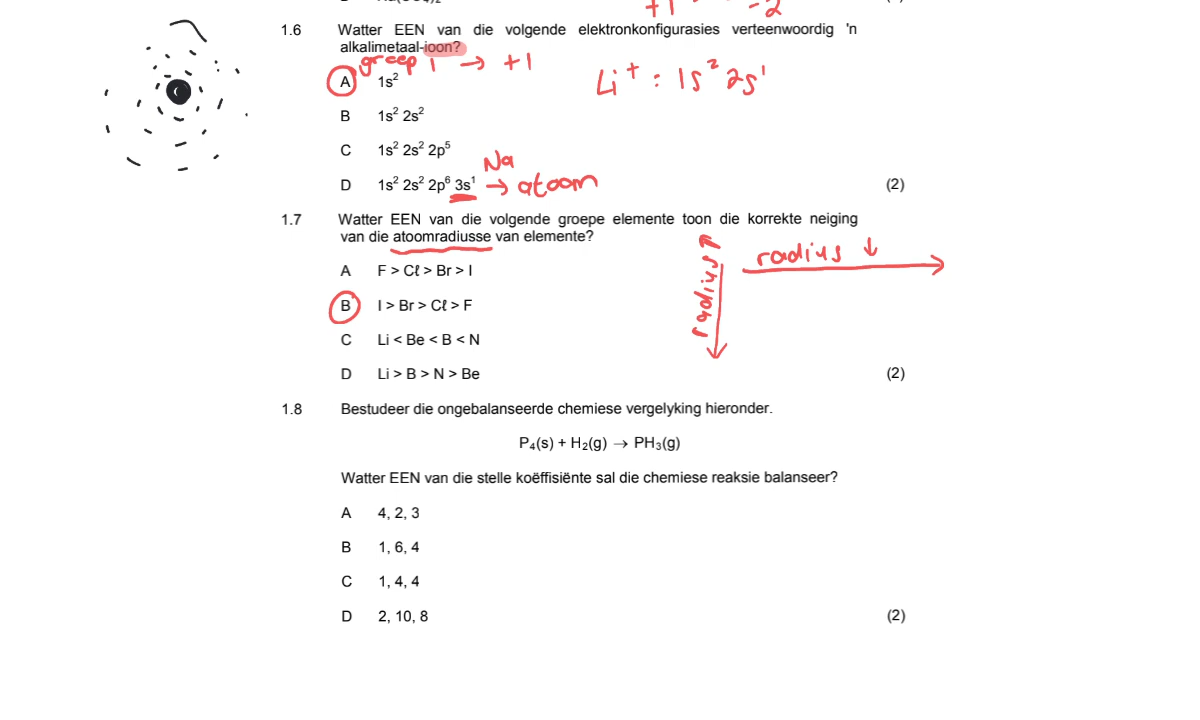 +1 -2
1.6 Watter EEN van die volgende elektronkonfigurasies verteenwoordig 'n
alkalimetaal-ioon?
groep 1 → +1
A 1s² Li⁺ : 1s² 2s¹
B 1s² 2s²
C 1s² 2s² 2p⁵
Na
D 1s² 2s² 2p⁶ 3s¹ → atoom (2)
1.7 Watter EEN van die volgende groepe elemente toon die korrekte neiging
van die atoomradiusse van elemente?
radius ↓
radius ↑
A F > Cℓ > Br > I
B I > Br > Cℓ > F
C Li < Be < B < N
D Li > B > N > Be (2)
1.8 Bestudeer die ongebalanseerde chemiese vergelyking hieronder.
P₄(s) + H₂(g) → PH₃(g)
Watter EEN van die stelle koëffisiënte sal die chemiese reaksie balanseer?
A 4, 2, 3
B 1, 6, 4
C 1, 4, 4
D 2, 10, 8 (2)